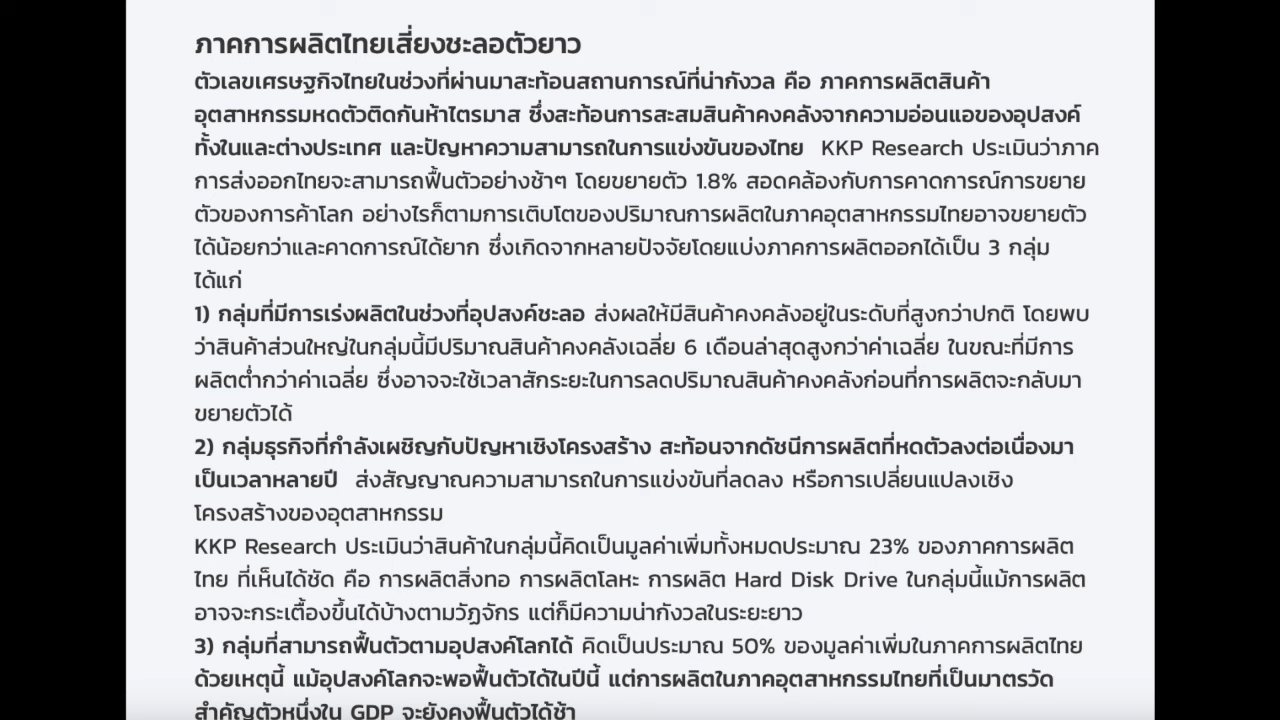 ภาคการผลิตไทยเสี่ยงชะลอตัวยาว
ตัวเลขเศรษฐกิจไทยในช่วงที่ผ่านมาสะท้อนสถานการณ์ที่น่ากังวล คือ ภาคการผลิตสินค้า
อุตสาหกรรมหดตัวติดกันห้าไตรมาส ซึ่งสะท้อนการสะสมสินค้าคงคลังจากความอ่อนแอของอุปสงค์
ทั้งในและต่างประเทศ และปัญหาความสามารถในการแข่งขันของไทย  KKP Research ประเมินว่าภาค
การส่งออกไทยจะสามารถฟื้นตัวอย่างช้าๆ โดยขยายตัว 1.8% สอดคล้องกับการคาดการณ์การขยาย
ตัวของการค้าโลก อย่างไรก็ตามการเติบโตของปริมาณการผลิตในภาคอุตสาหกรรมไทยอาจขยายตัว
ได้น้อยกว่าและคาดการณ์ได้ยาก ซึ่งเกิดจากหลายปัจจัยโดยแบ่งภาคการผลิตออกได้เป็น 3 กลุ่ม
ได้แก่
1) กลุ่มที่มีการเร่งผลิตในช่วงที่อุปสงค์ชะลอ ส่งผลให้มีสินค้าคงคลังอยู่ในระดับที่สูงกว่าปกติ โดยพบ
ว่าสินค้าส่วนใหญ่ในกลุ่มนี้มีปริมาณสินค้าคงคลังเฉลี่ย 6 เดือนล่าสุดสูงกว่าค่าเฉลี่ย ในขณะที่มีการ
ผลิตต่ำกว่าค่าเฉลี่ย ซึ่งอาจจะใช้เวลาสักระยะในการลดปริมาณสินค้าคงคลังก่อนที่การผลิตจะกลับมา
ขยายตัวได้
2) กลุ่มธุรกิจที่กำลังเผชิญกับปัญหาเชิงโครงสร้าง สะท้อนจากดัชนีการผลิตที่หดตัวลงต่อเนื่องมา
เป็นเวลาหลายปี  ส่งสัญญาณความสามารถในการแข่งขันที่ลดลง หรือการเปลี่ยนแปลงเชิง
โครงสร้างของอุตสาหกรรม
KKP Research ประเมินว่าสินค้าในกลุ่มนี้คิดเป็นมูลค่าเพิ่มทั้งหมดประมาณ 23% ของภาคการผลิต
ไทย ที่เห็นได้ชัด คือ การผลิตสิ่งทอ การผลิตโลหะ การผลิต Hard Disk Drive ในกลุ่มนี้แม้การผลิต
อาจจะกระเตื้องขึ้นได้บ้างตามวัฏจักร แต่ก็มีความน่ากังวลในระยะยาว
3) กลุ่มที่สามารถฟื้นตัวตามอุปสงค์โลกได้ คิดเป็นประมาณ 50% ของมูลค่าเพิ่มในภาคการผลิตไทย
ด้วยเหตุนี้ แม้อุปสงค์โลกจะพอฟื้นตัวได้ในปีนี้ แต่การผลิตในภาคอุตสาหกรรมไทยที่เป็นมาตรวัด
สำคัญตัวหนึ่งใน GDP จะยังคงฟื้นตัวได้ช้า